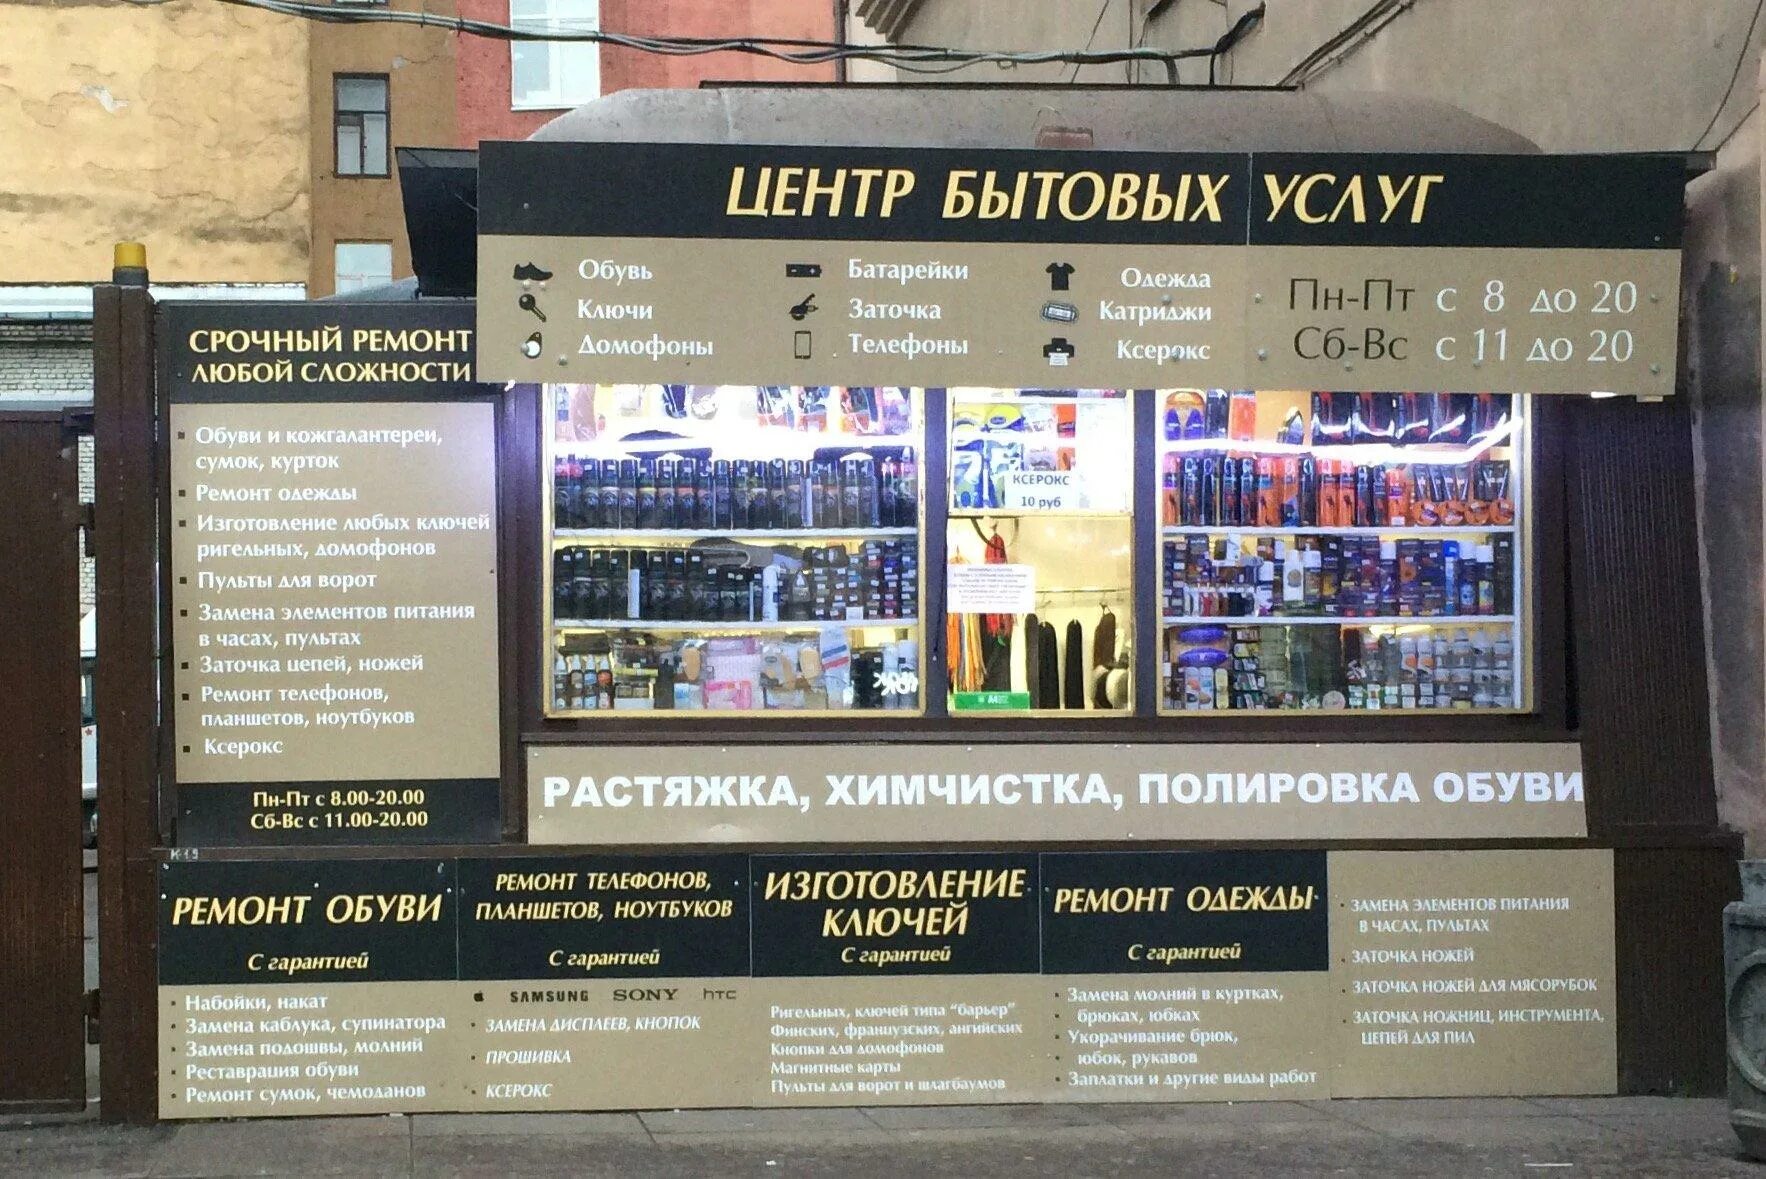 ЦЕНТР БЫТОВЫХ УСЛУГ
Обувь
Ключи
Домофоны
Батарейки
Заточка
Телефоны
Одежда
Катриджи
Ксерокс
Пн-Пт с 8 до 20
Сб-Вс с 11 до 20
СРОЧНЫЙ РЕМОНТ
ЛЮБОЙ СЛОЖНОСТИ
Обуви и кожгалантереи,
сумок, курток
Ремонт одежды
Изготовление любых ключей
ригельных, домофонов
Пульты для ворот
Замена элементов питания
в часах, пультах
Заточка цепей, ножей
Ремонт телефонов,
планшетов, ноутбуков
Ксерокс
Пн-Пт с 8.00-20.00
Сб-Вс с 11.00-20.00
КСЕРОКС
10 руб
A4
РАСТЯЖКА, ХИМЧИСТКА, ПОЛИРОВКА ОБУВИ
К-19
РЕМОНТ ОБУВИ
С гарантией
Набойки, накат
Замена каблука, супинатора
Замена подошвы, молний
Реставрация обуви
Ремонт сумок, чемоданов
РЕМОНТ ТЕЛЕФОНОВ,
ПЛАНШЕТОВ, НОУТБУКОВ
С гарантией
SAMSUNG SONY hTC
ЗАМЕНА ДИСПЛЕЕВ, КНОПОК
ПРОШИВКА
КСЕРОКС
ИЗГОТОВЛЕНИЕ
КЛЮЧЕЙ
С гарантией
Ригельных, ключей типа "барьер"
Финских, французских, ангийских
Кнопки для домофонов
Магнитные карты
Пульты для ворот и шлагбаумов
РЕМОНТ ОДЕЖДЫ
С гарантией
Замена молний в куртках,
брюках, юбках
Укорачивание брюк,
юбок, рукавов
Заплатки и другие виды работ
ЗАМЕНА ЭЛЕМЕНТОВ ПИТАНИЯ
В ЧАСАХ, ПУЛЬТАХ
ЗАТОЧКА НОЖЕЙ
ЗАТОЧКА НОЖЕЙ ДЛЯ МЯСОРУБОК
ЗАТОЧКА НОЖНИЦ, ИНСТРУМЕНТА,
ЦЕПЕЙ ДЛЯ ПИЛ